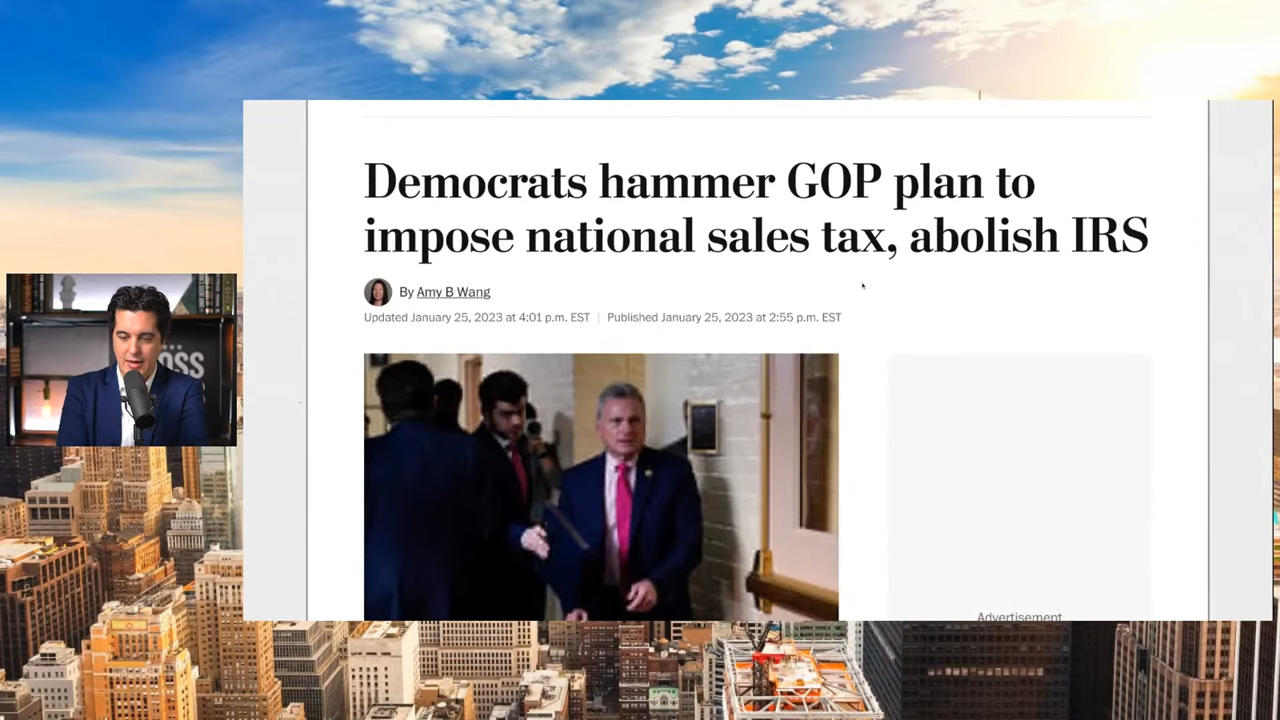 Democrats hammer GOP plan to
impose national sales tax, abolish IRS
By Amy B Wang
Updated January 25, 2023 at 4:01 p.m. EST | Published January 25, 2023 at 2:55 p.m. EST
OSS
Advertisement